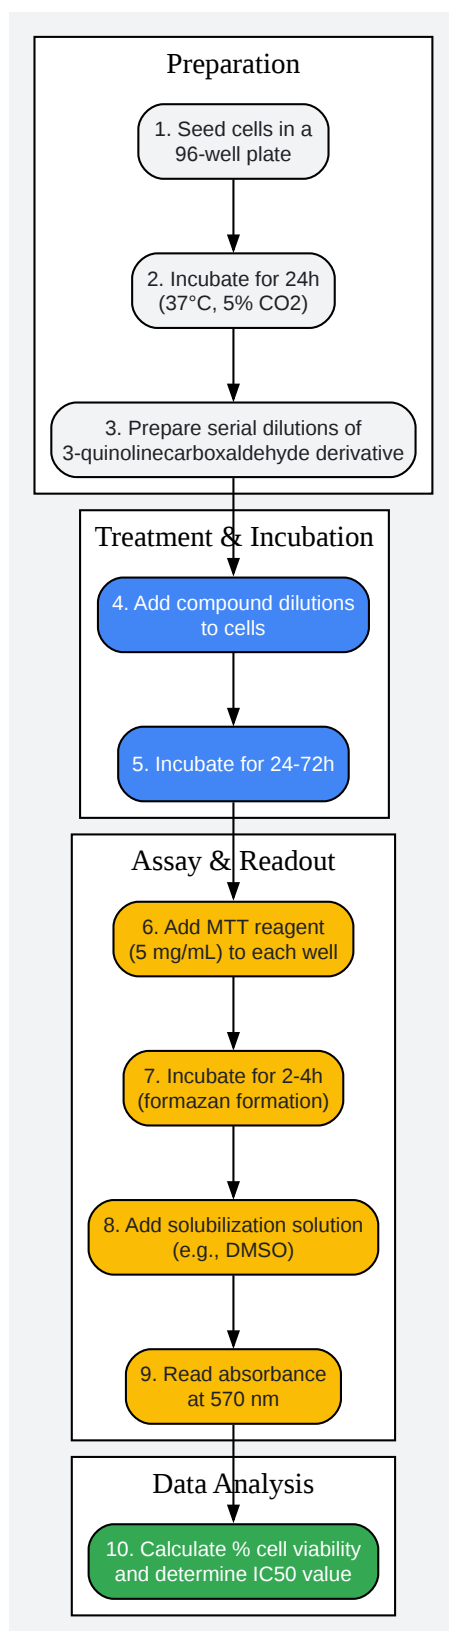 Preparation
1. Seed cells in a
96-well plate
2. Incubate for 24h
(37°C, 5% CO2)
3. Prepare serial dilutions of
3-quinolinecarboxaldehyde derivative
Treatment & Incubation
4. Add compound dilutions
to cells
5. Incubate for 24-72h
Assay & Readout
6. Add MTT reagent
(5 mg/mL) to each well
7. Incubate for 2-4h
(formazan formation)
8. Add solubilization solution
(e.g., DMSO)
9. Read absorbance
at 570 nm
Data Analysis
10. Calculate % cell viability
and determine IC50 value